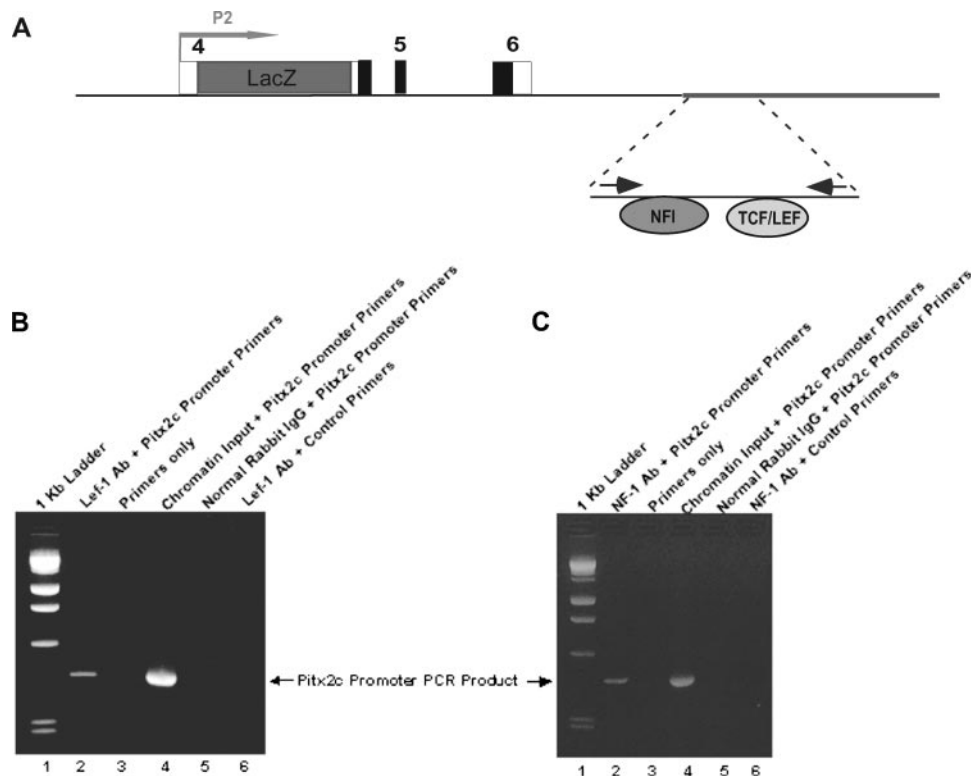 A
P2
4
5
6
LacZ
NFI
TCF/LEF
B
1 Kb Ladder
Lef-1 Ab + Pitx2c Promoter Primers
Primers only
Chromatin Input + Pitx2c Promoter Primers
Normal Rabbit IgG + Pitx2c Promoter Primers
Lef-1 Ab + Control Primers
C
1 Kb Ladder
NF-1 Ab + Pitx2c Promoter Primers
Primers only
Chromatin Input + Pitx2c Promoter Primers
Normal Rabbit IgG + Pitx2c Promoter Primers
NF-1 Ab + Control Primers
Pitx2c Promoter PCR Product
1 2 3 4 5 6
1 2 3 4 5 6